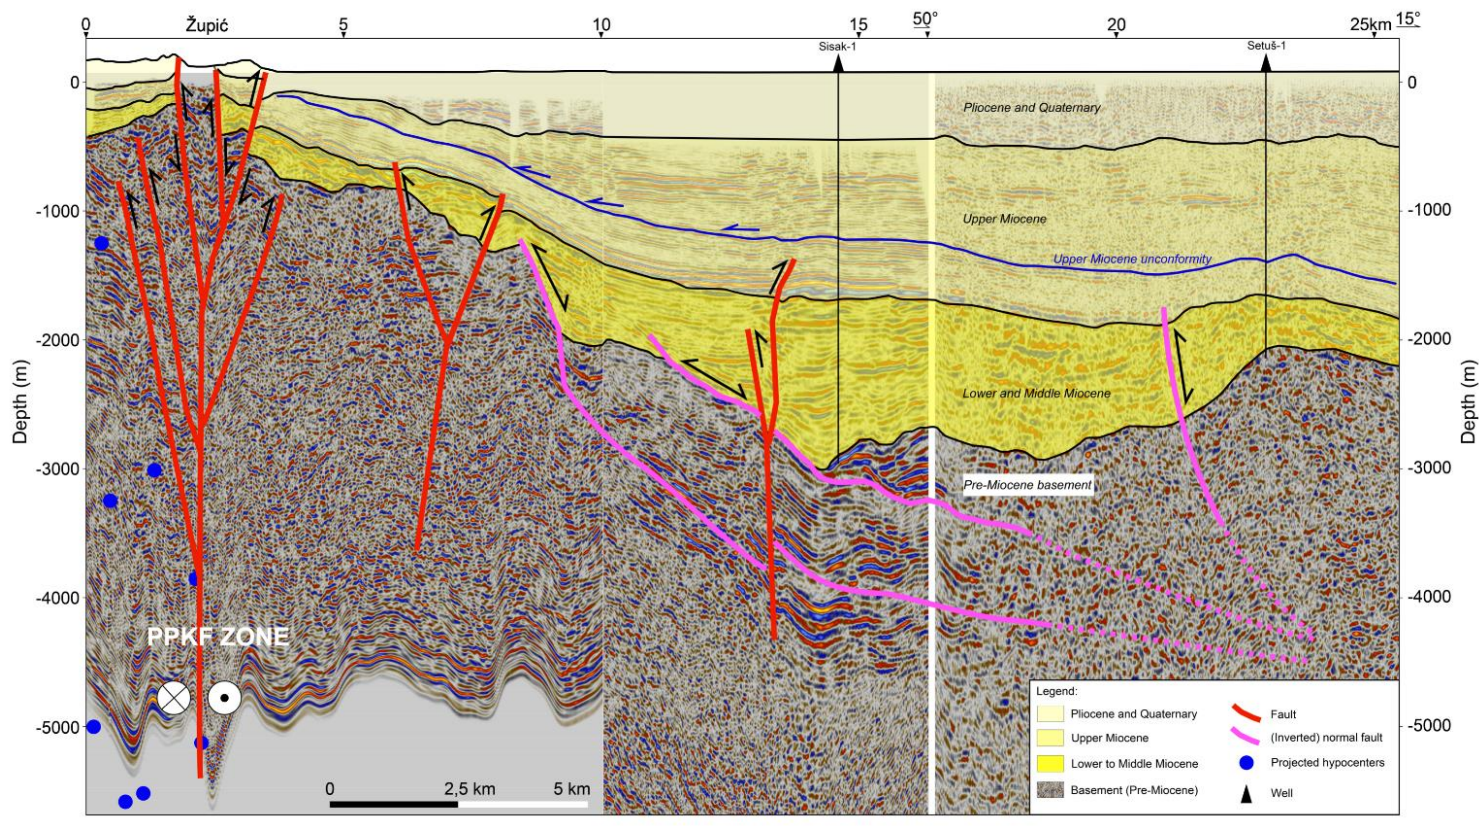 0 Župić 5 10 15 50° 20 25km 15°
Sisak-1 Setuš-1
0 0
Pliocene and Quaternary
-1000 -1000
Upper Miocene
Upper Miocene unconformity
-2000 -2000
Depth (m) Depth (m)
Lower and Middle Miocene
-3000 -3000
Pre-Miocene basement
-4000 -4000
PPKF ZONE
-5000 -5000
0 2,5 km 5 km
Legend:
Pliocene and Quaternary
Upper Miocene
Lower to Middle Miocene
Basement (Pre-Miocene)
Fault
(Inverted) normal fault
Projected hypocenters
Well